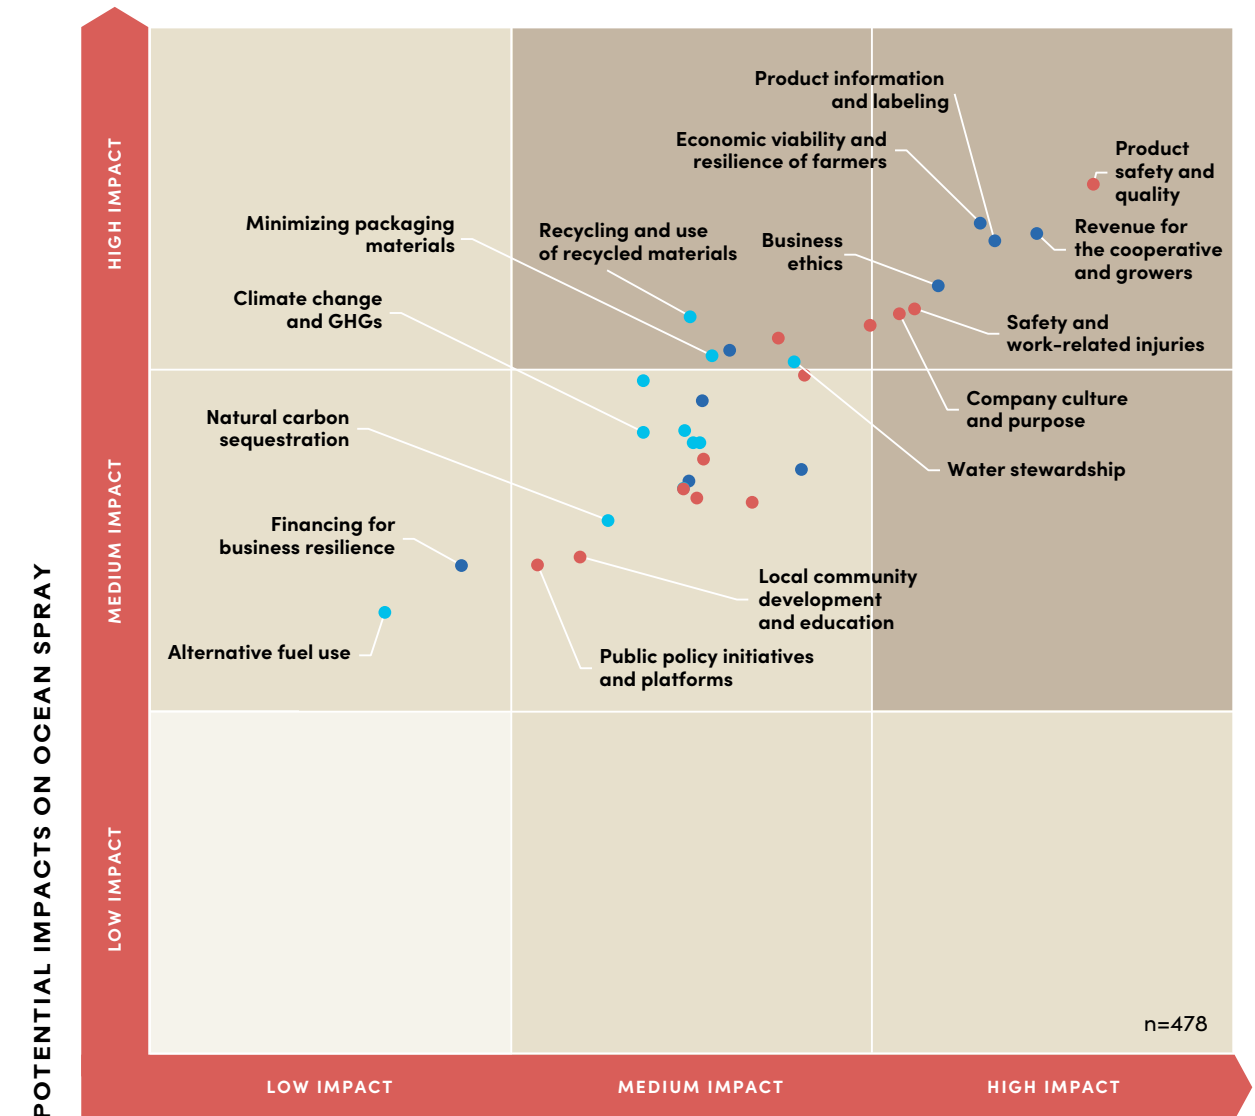 POTENTIAL IMPACTS ON OCEAN SPRAY
HIGH IMPACT
MEDIUM IMPACT
LOW IMPACT
Product information
and labeling
Economic viability and
resilience of farmers
Product
safety and
quality
Minimizing packaging
materials
Recycling and use
of recycled materials
Business
ethics
Revenue for
the cooperative
and growers
Climate change
and GHGs
Safety and
work-related injuries
Company culture
and purpose
Natural carbon
sequestration
Water stewardship
Financing for
business resilience
Local community
development
and education
Alternative fuel use
Public policy initiatives
and platforms
n=478
LOW IMPACT
MEDIUM IMPACT
HIGH IMPACT